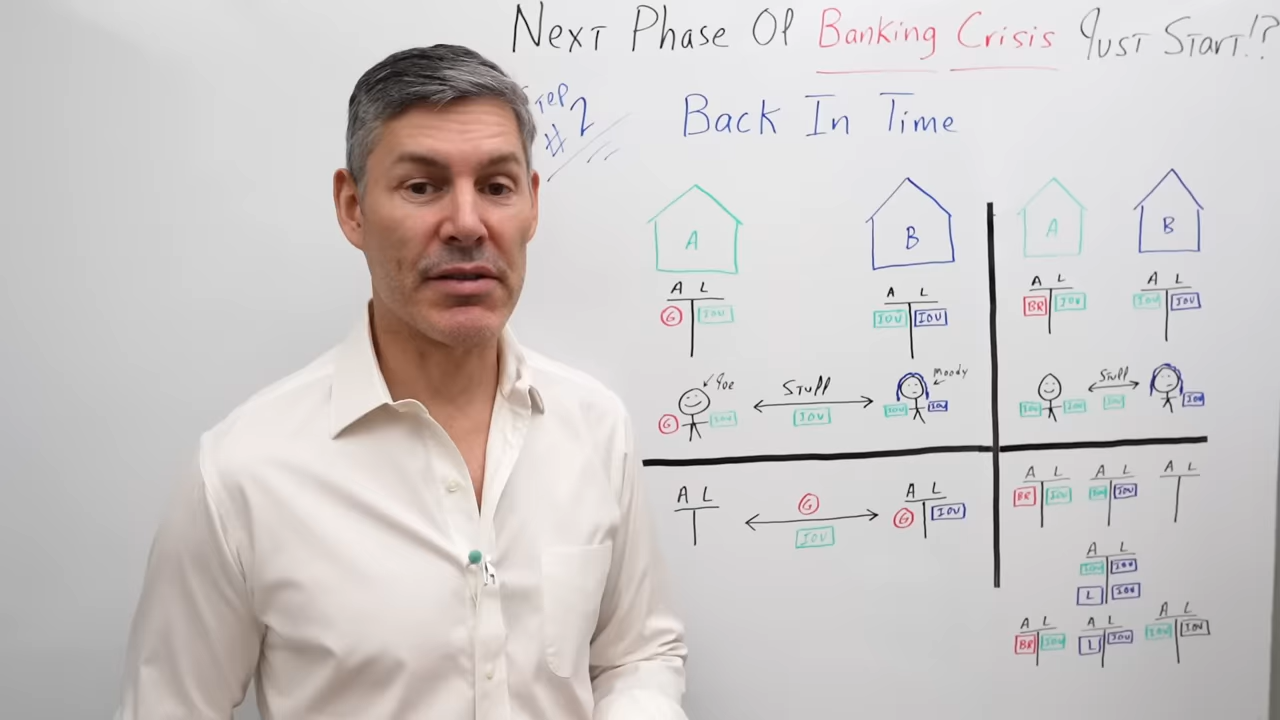 Next Phase Of Banking Crisis Just Start!?
Step
#2
Back In Time
A B
A L A L
G IOU IOU IOU
Joe Stuff Moody
G IOU IOU IOU IOU
A L G A L
IOU G IOU
A B
A L A L
BR IOU IOU IOU
Stuff
IOU IOU IOU IOU
A L A L A L
BR IOU IOU IOU
A L
IOU IOU
L IOU
A L A L A L
BR IOU L IOU IOU IOU